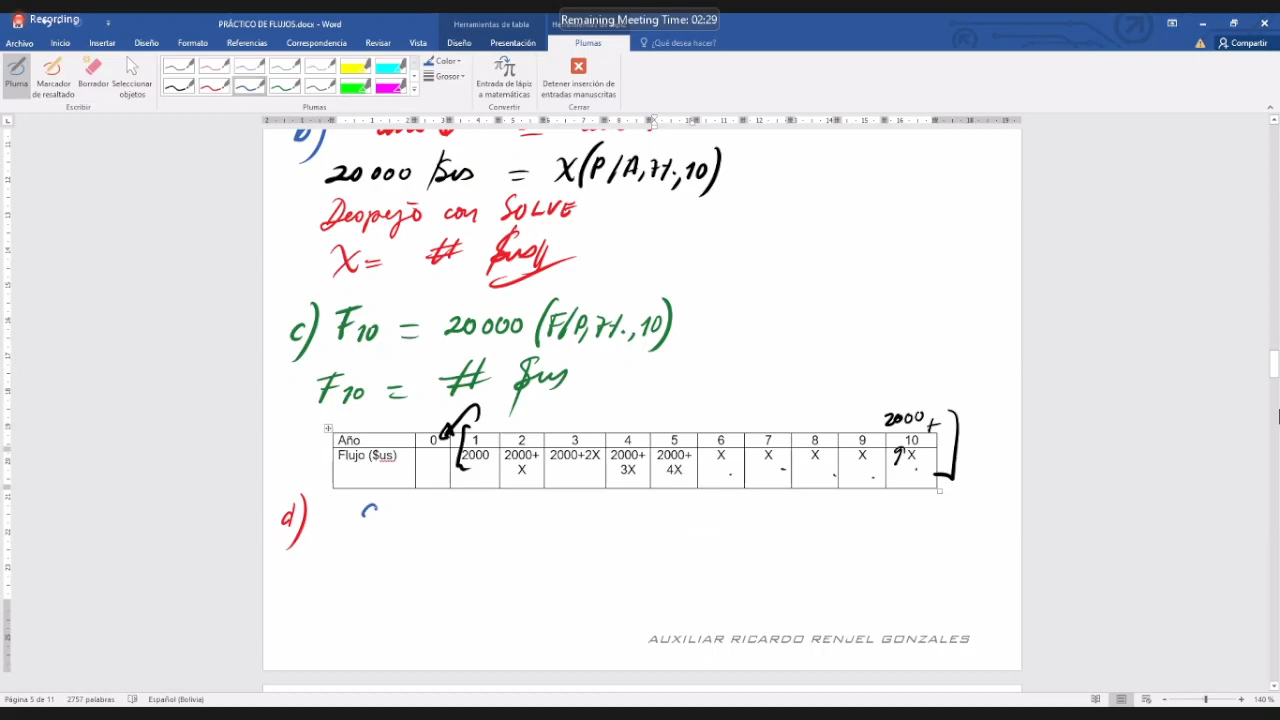 Recording
PRÁCTICO DE FLUJOS.docx - Word
Herramientas de tabla
Remaining Meeting Time: 02:29
Archivo
Inicio
Insertar
Diseño
Formato
Referencias
Correspondencia
Revisar
Vista
Diseño
Presentación
Plumas
¿Qué desea hacer?
Compartir
Pluma
Marcador de resaltado
Borrador
Selección de objetos
Color
Grosor
Entrada de lápiz a matemáticas
Detener inserción de entradas manuscritas
Escribir
Plumas
Convertir
Cerrar
b)
20 000 $us = X(P/A,7%,10)
Despejo con SOLVE
X = # $us//
c) F10 = 20 000 (F/P,7%,10)
F10 = # $us
2000 +
Año 0 1 2 3 4 5 6 7 8 9 10
Flujo ($us) 2000 2000+X 2000+2X 2000+3X 2000+4X X X X X 9X
d)
AUXILIAR RICARDO RENJEL GONZALES
Página 5 de 11
2757 palabras
Español (Bolivia)
140 %